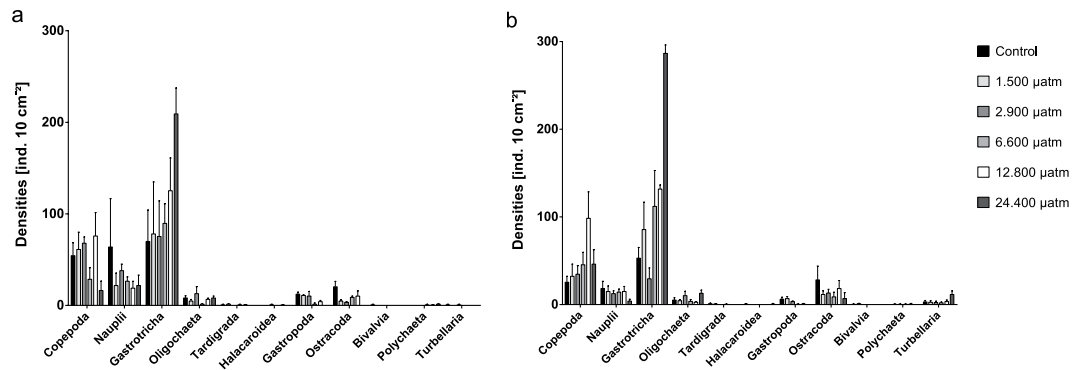 a
Densities [ind. 10 cm⁻²]
300
200
100
0
Copepoda
Nauplii
Gastrotricha
Oligochaeta
Tardigrada
Halacaroidea
Gastropoda
Ostracoda
Bivalvia
Polychaeta
Turbellaria
b
Densities [ind. 10 cm⁻²]
300
200
100
0
Copepoda
Nauplii
Gastrotricha
Oligochaeta
Tardigrada
Halacaroidea
Gastropoda
Ostracoda
Bivalvia
Polychaeta
Turbellaria
Control
1.500 µatm
2.900 µatm
6.600 µatm
12.800 µatm
24.400 µatm